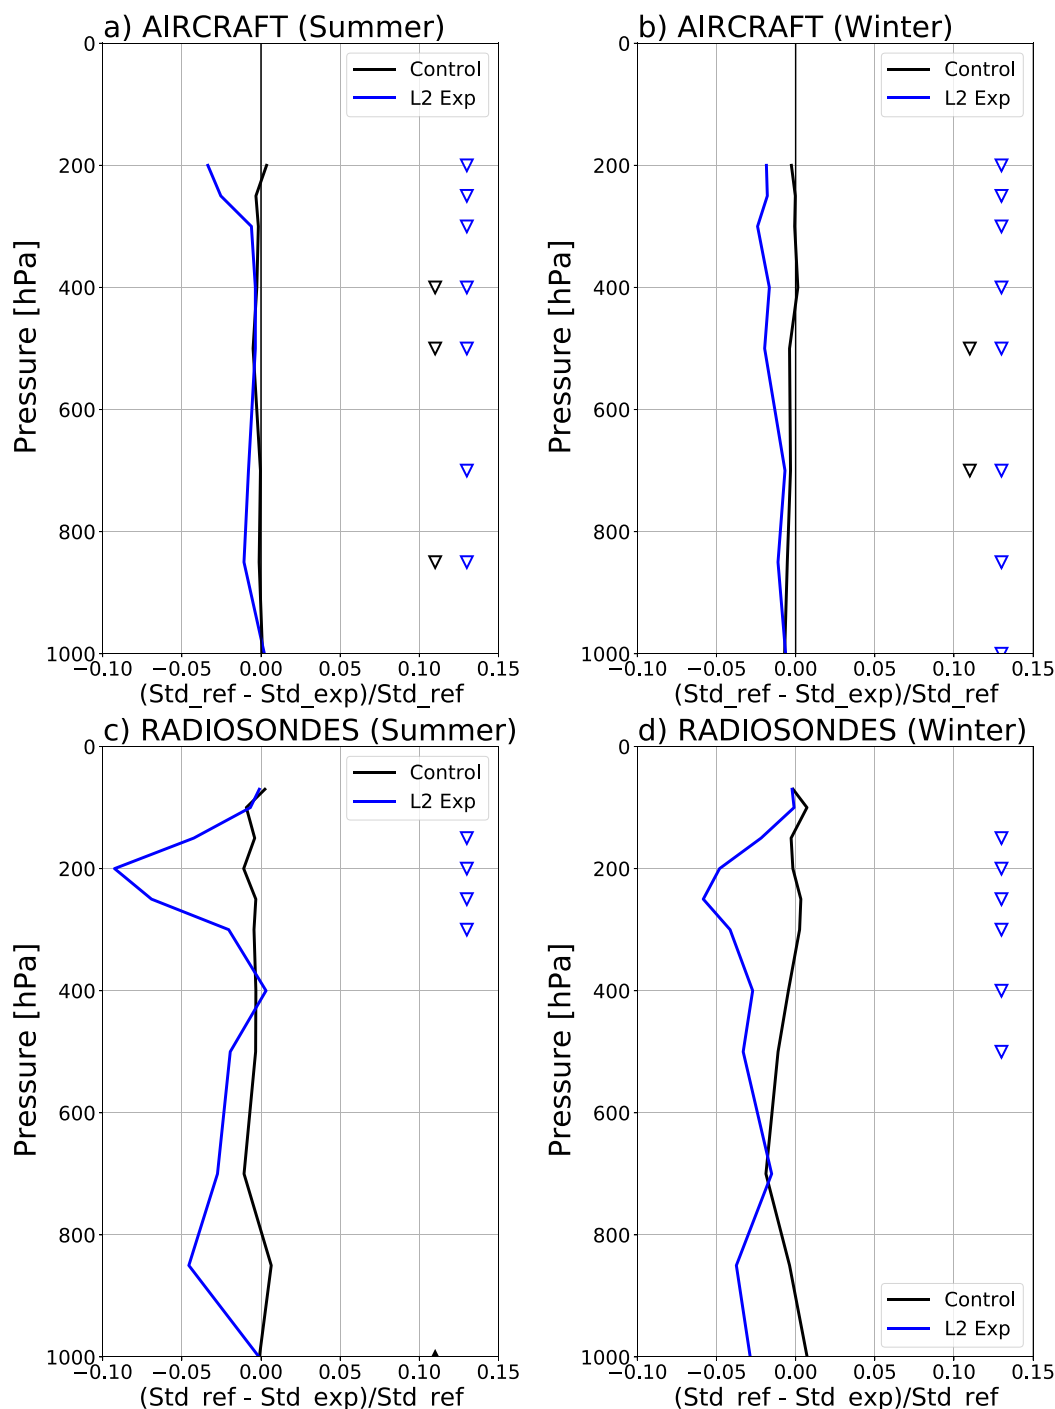 a) AIRCRAFT (Summer)
b) AIRCRAFT (Winter)
0
200
400
600
800
1000
Pressure [hPa]
Control
L2 Exp
−0.10 −0.05 0.00 0.05 0.10 0.15
(Std_ref - Std_exp)/Std_ref
0
200
400
600
800
1000
Pressure [hPa]
Control
L2 Exp
−0.10 −0.05 0.00 0.05 0.10 0.15
(Std_ref - Std_exp)/Std_ref
c) RADIOSONDES (Summer)
d) RADIOSONDES (Winter)
0
200
400
600
800
1000
Pressure [hPa]
Control
L2 Exp
−0.10 −0.05 0.00 0.05 0.10 0.15
(Std_ref - Std_exp)/Std_ref
0
200
400
600
800
1000
Pressure [hPa]
Control
L2 Exp
−0.10 −0.05 0.00 0.05 0.10 0.15
(Std_ref - Std_exp)/Std_ref